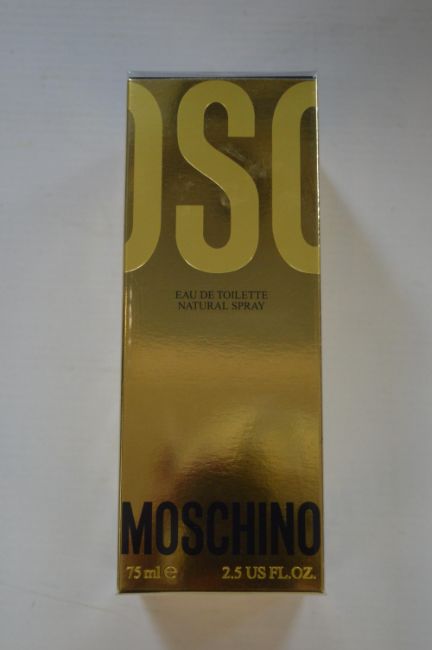 OSC
EAU DE TOILETTE
NATURAL SPRAY
MOSCHINO
75 ml ℮ 2.5 US FL.OZ.